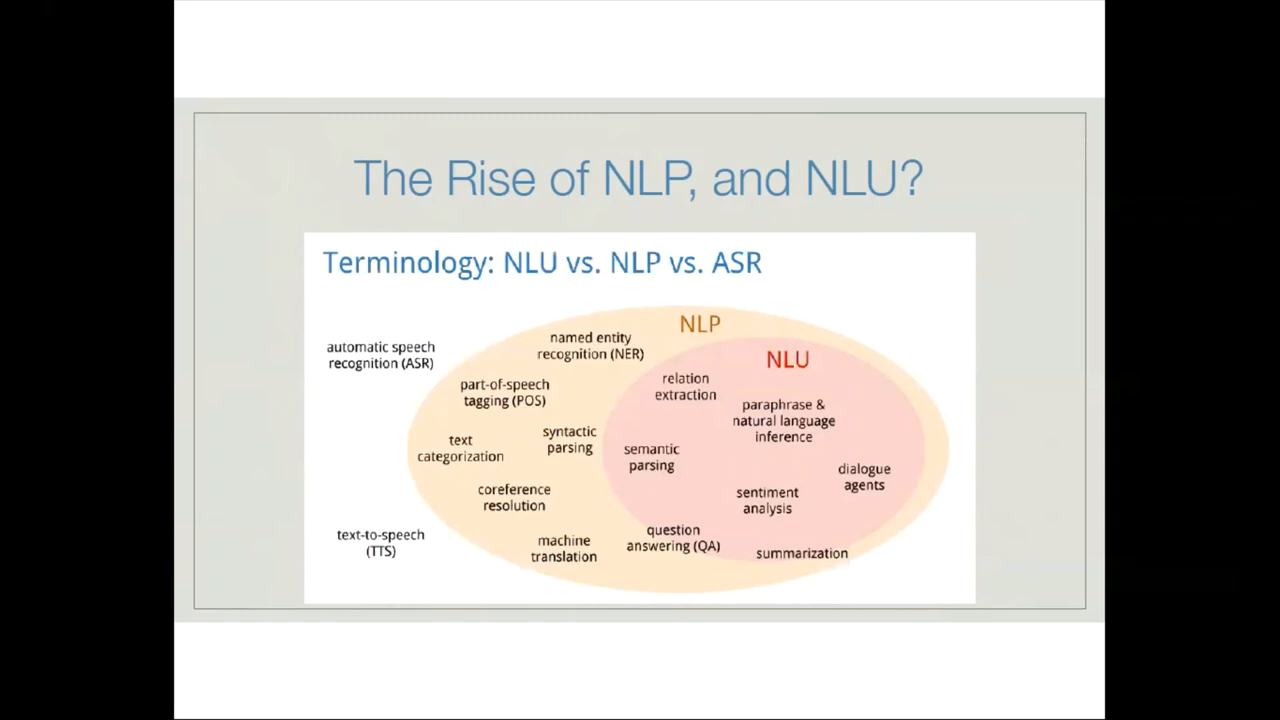 The Rise of NLP, and NLU?
Terminology: NLU vs. NLP vs. ASR
NLP
NLU
automatic speech
recognition (ASR)
named entity
recognition (NER)
part-of-speech
tagging (POS)
relation
extraction
paraphrase &
natural language
inference
text
categorization
syntactic
parsing
semantic
parsing
dialogue
agents
coreference
resolution
sentiment
analysis
text-to-speech
(TTS)
machine
translation
question
answering (QA)
summarization